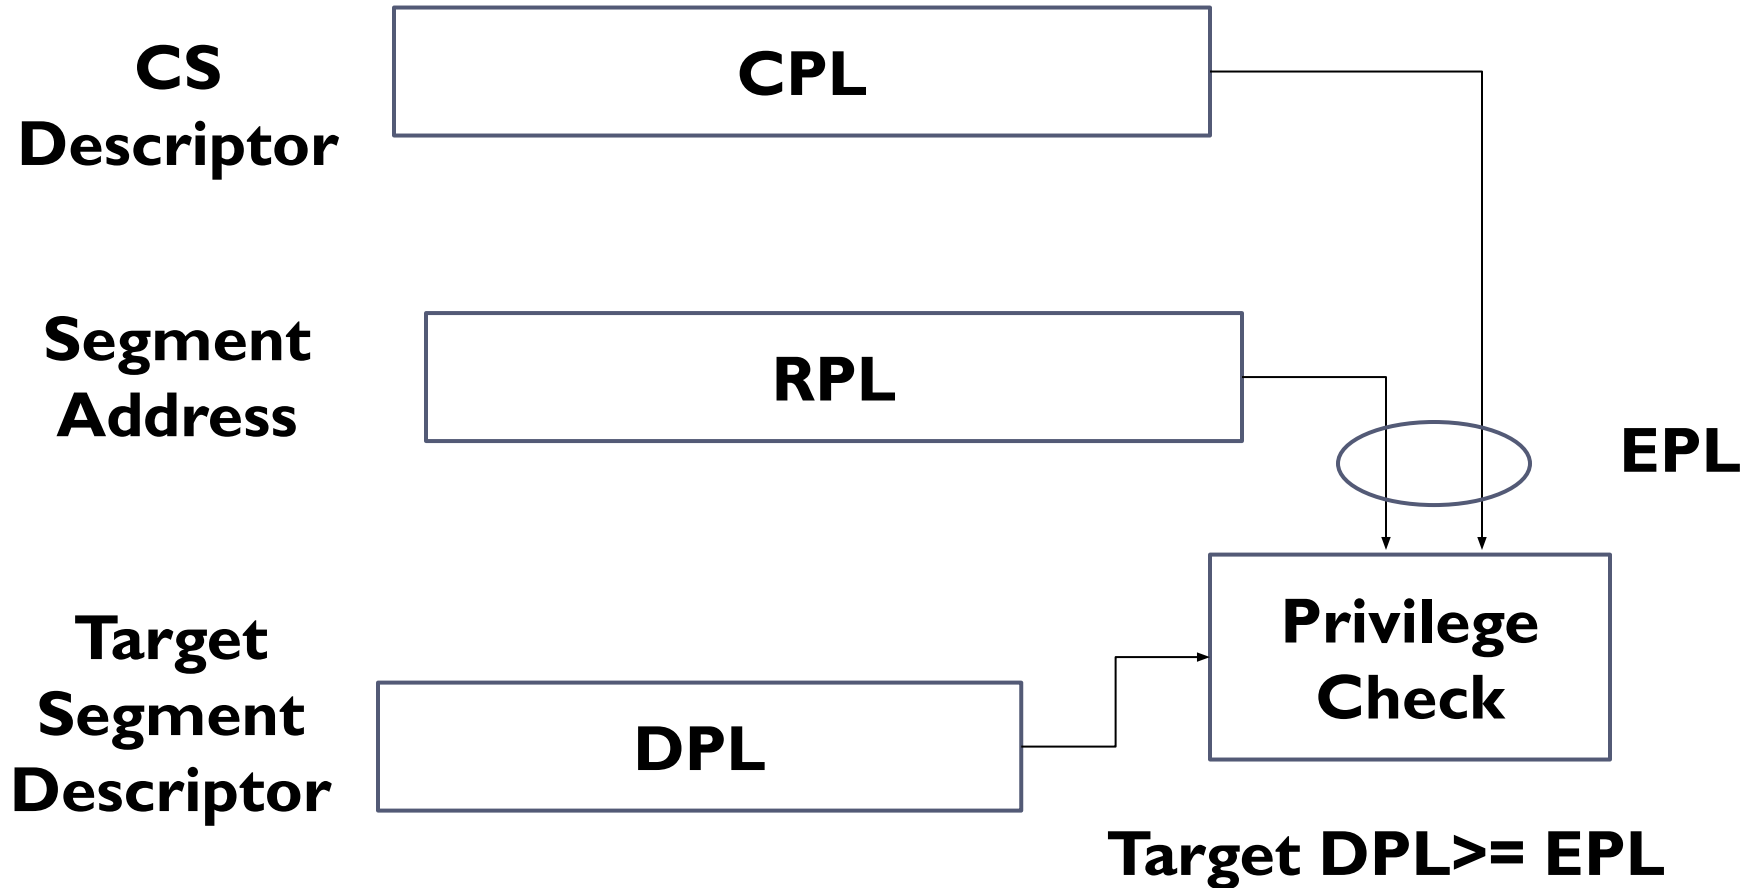 CS
Descriptor
CPL
Segment
Address
RPL
EPL
Target
Segment
Descriptor
DPL
Privilege
Check
Target DPL>= EPL